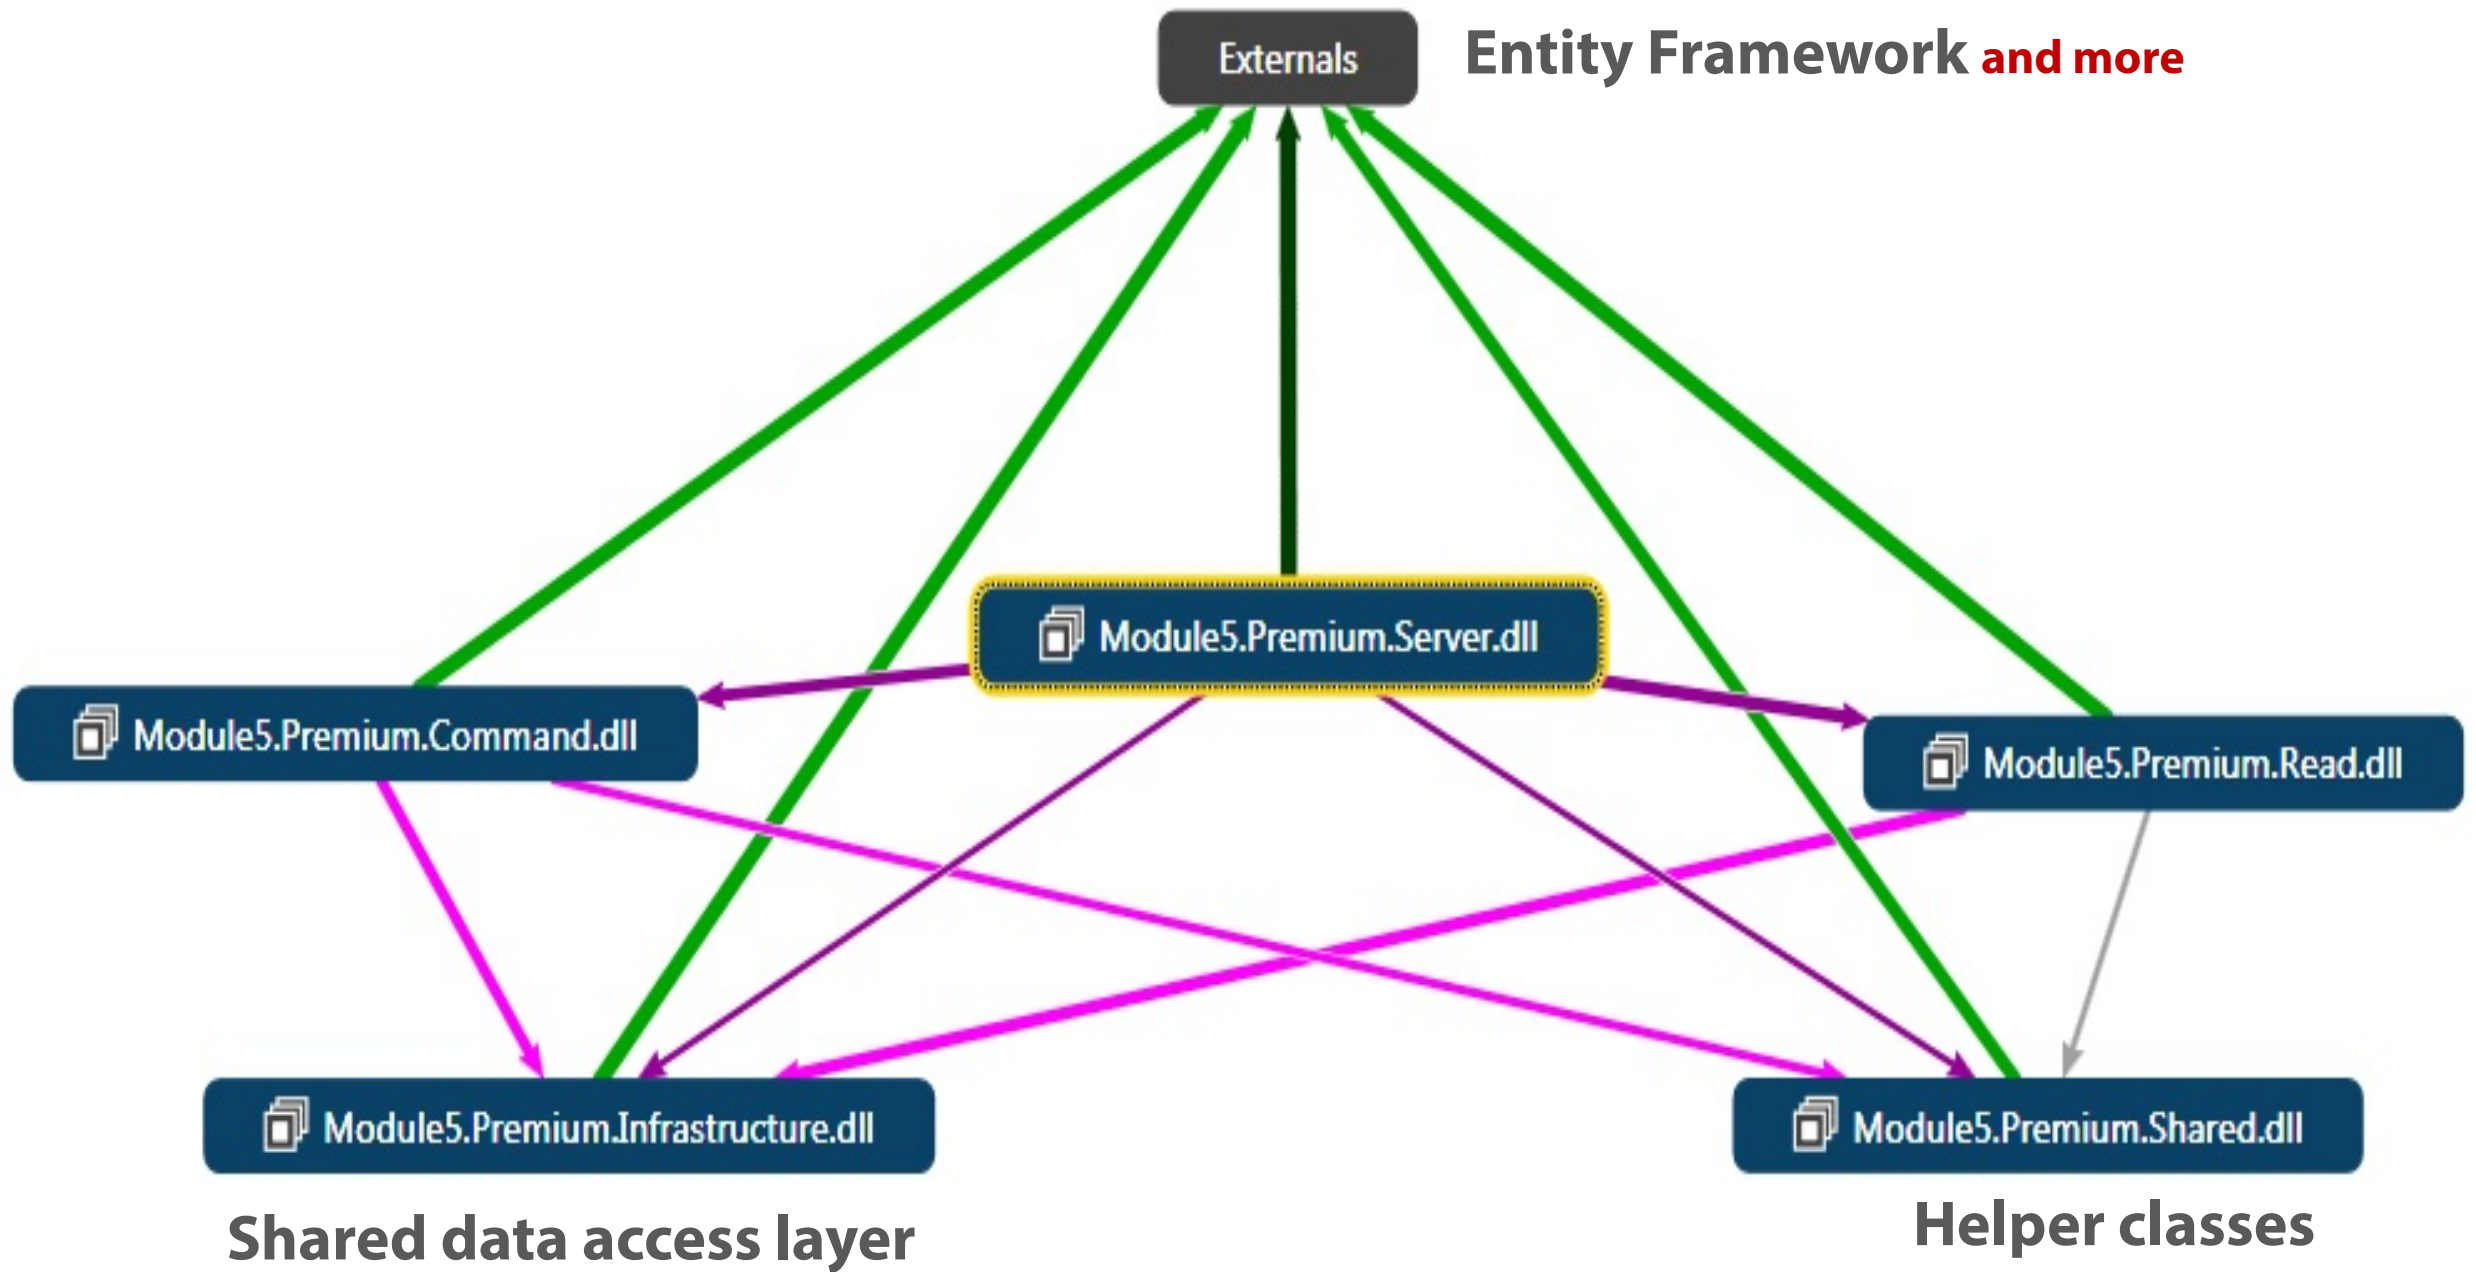 Externals
Entity Framework and more
Module5.Premium.Server.dll
Module5.Premium.Command.dll
Module5.Premium.Read.dll
Module5.Premium.Infrastructure.dll
Module5.Premium.Shared.dll
Shared data access layer
Helper classes